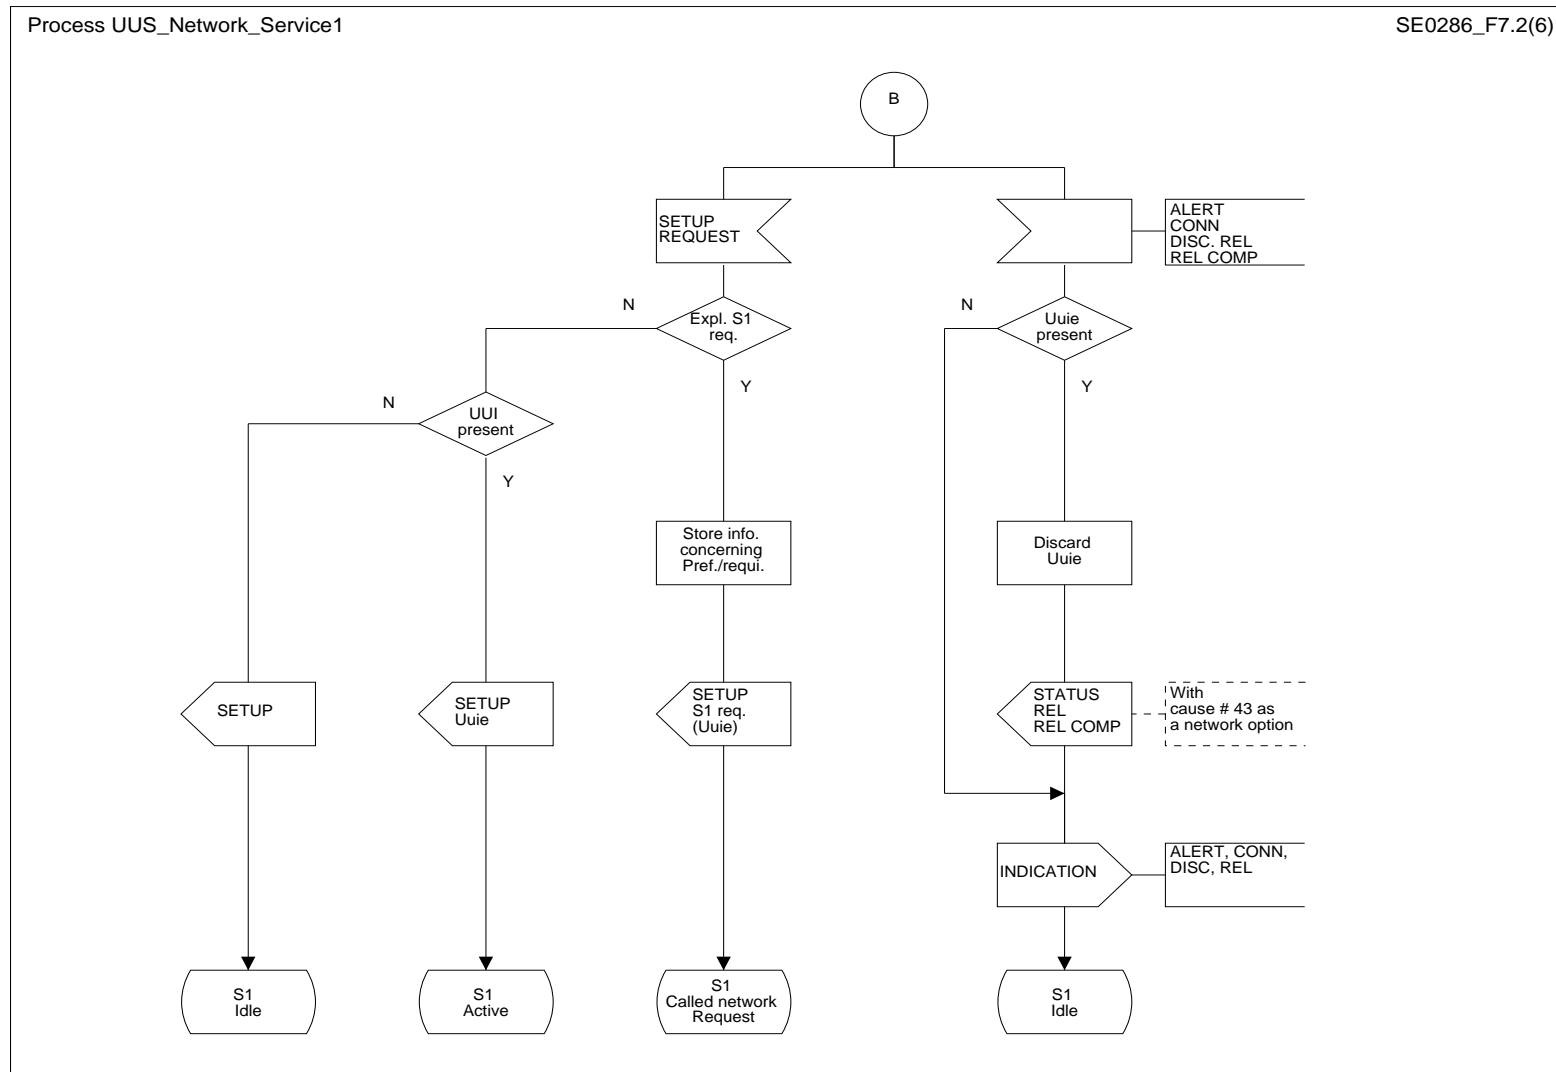 Process UUS_Network_Service1
SE0286_F7.2(6)
B
SETUP
REQUEST
ALERT
CONN
DISC. REL
REL COMP
N
Expl. S1
req.
Y
N
Uuie
present
Y
N
UUI
present
Y
Store info.
concerning
Pref./requi.
Discard
Uuie
SETUP
SETUP
Uuie
SETUP
S1 req.
(Uuie)
STATUS
REL
REL COMP
With
cause # 43 as
a network option
INDICATION
ALERT, CONN,
DISC, REL
S1
Idle
S1
Active
S1
Called network
Request
S1
Idle